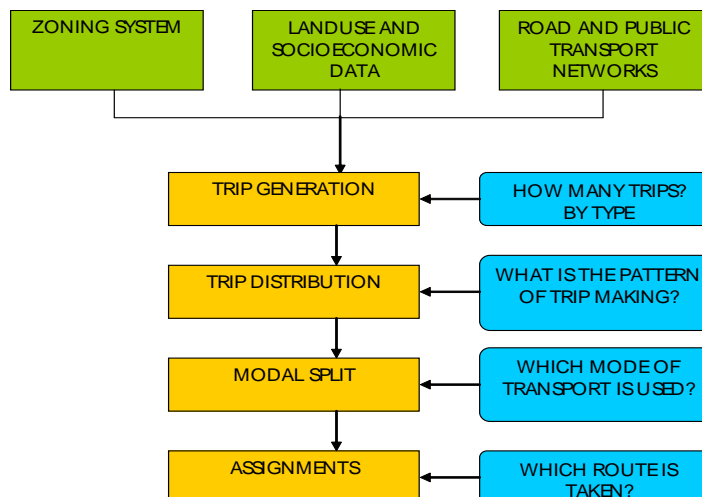 ZONING SYSTEM
LANDUSE AND
SOCIOECONOMIC
DATA
ROAD AND PUBLIC
TRANSPORT
NETWORKS
TRIP GENERATION
HOW MANY TRIPS?
BY TYPE
TRIP DISTRIBUTION
WHAT IS THE PATTERN
OF TRIP MAKING?
MODAL SPLIT
WHICH MODE OF
TRANSPORT IS USED?
ASSIGNMENTS
WHICH ROUTE IS
TAKEN?